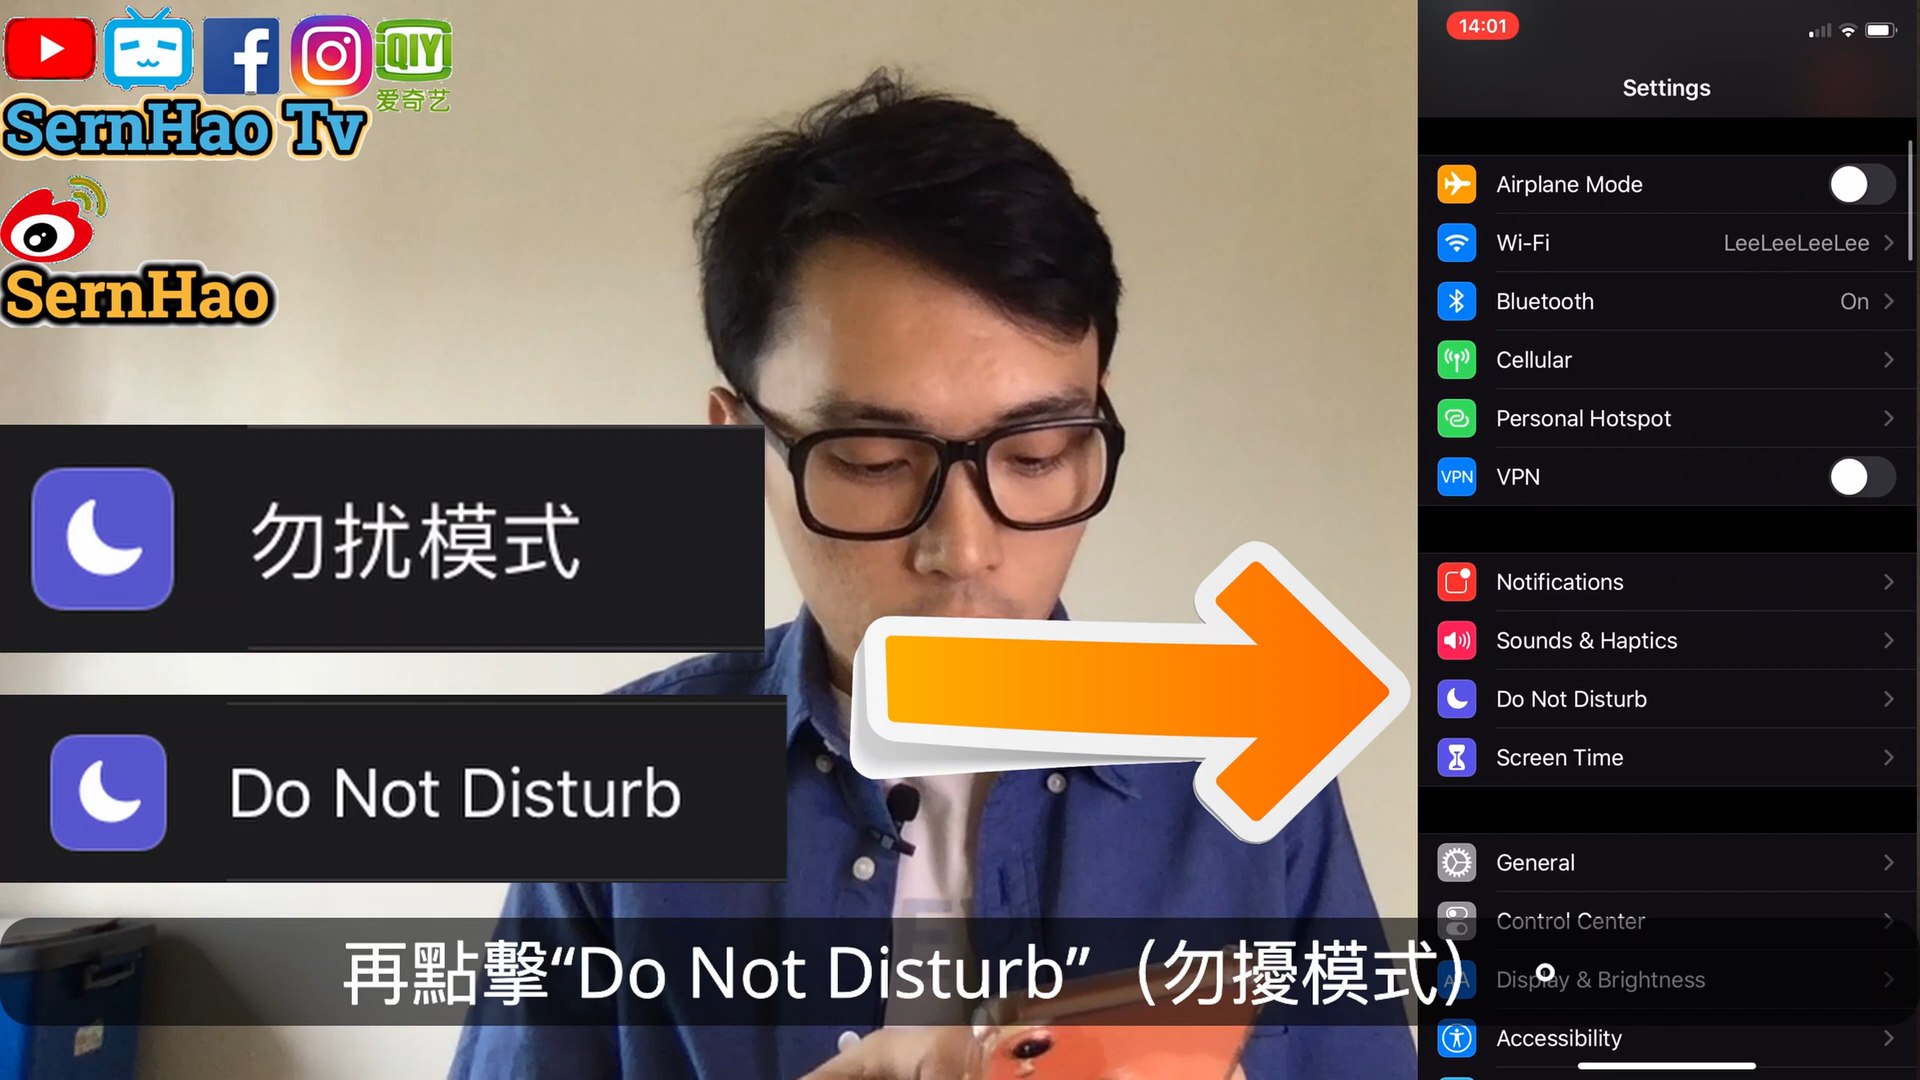 iQIY
爱奇艺
SernHao Tv
SernHao
勿扰模式
Do Not Disturb
再點擊“Do Not Disturb”（勿擾模式）。
14:01
Settings
Airplane Mode
Wi-Fi LeeLeeLeeLee
Bluetooth On
Cellular
Personal Hotspot
VPN VPN
Notifications
Sounds & Haptics
Do Not Disturb
Screen Time
General
Control Center
AA Display & Brightness
Accessibility